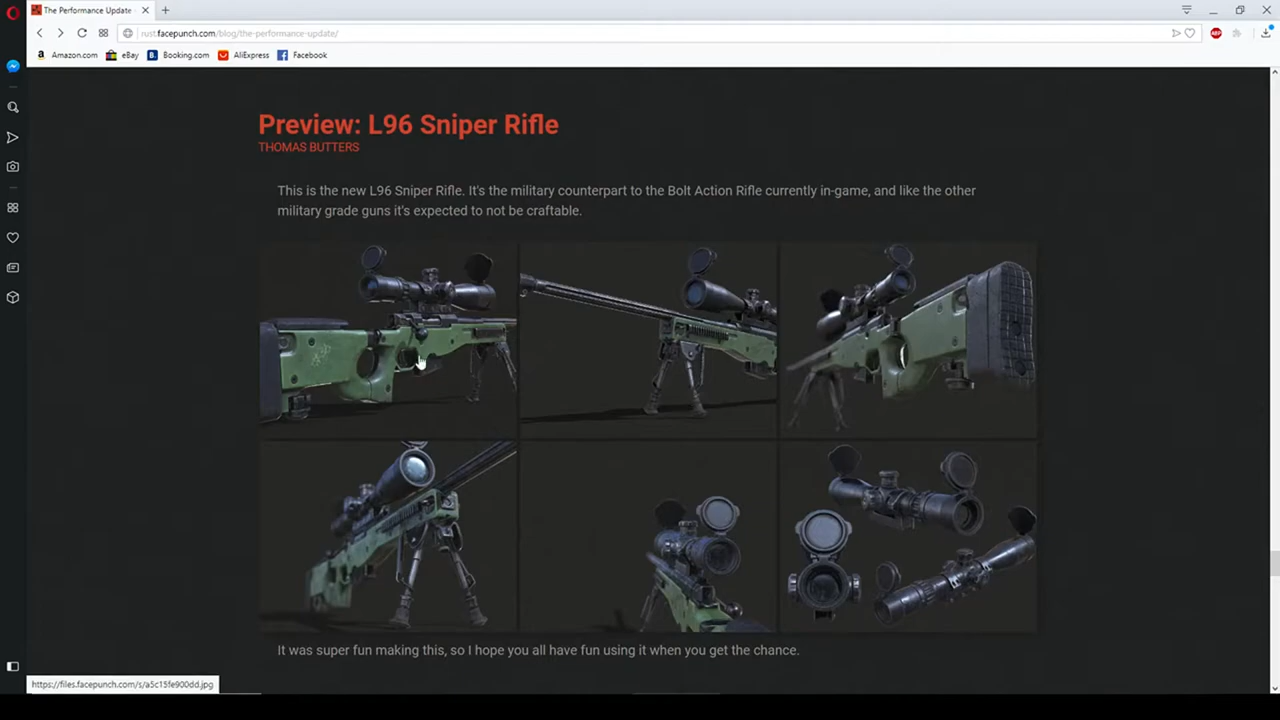 The Performance Update
rust.facepunch.com/blog/the-performance-update/
ABP
Amazon.com eBay Booking.com AliExpress Facebook
Preview: L96 Sniper Rifle
THOMAS BUTTERS
This is the new L96 Sniper Rifle. It's the military counterpart to the Bolt Action Rifle currently in-game, and like the other
military grade guns it's expected to not be craftable.
It was super fun making this, so I hope you all have fun using it when you get the chance.
https://files.facepunch.com/s/a5c15fe900dd.jpg